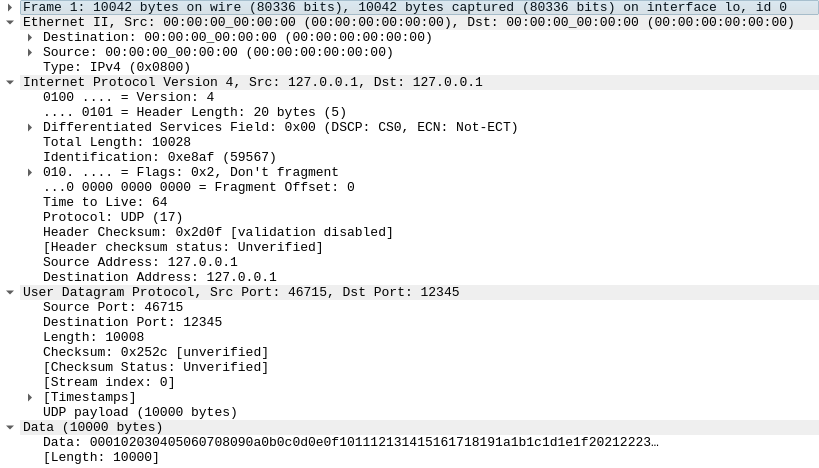 Frame 1: 10042 bytes on wire (80336 bits), 10042 bytes captured (80336 bits) on interface lo, id 0
Ethernet II, Src: 00:00:00_00:00:00 (00:00:00:00:00:00), Dst: 00:00:00_00:00:00 (00:00:00:00:00:00)
Destination: 00:00:00_00:00:00 (00:00:00:00:00:00)
Source: 00:00:00_00:00:00 (00:00:00:00:00:00)
Type: IPv4 (0x0800)
Internet Protocol Version 4, Src: 127.0.0.1, Dst: 127.0.0.1
0100 .... = Version: 4
.... 0101 = Header Length: 20 bytes (5)
Differentiated Services Field: 0x00 (DSCP: CS0, ECN: Not-ECT)
Total Length: 10028
Identification: 0xe8af (59567)
010. .... = Flags: 0x2, Don't fragment
...0 0000 0000 0000 = Fragment Offset: 0
Time to Live: 64
Protocol: UDP (17)
Header Checksum: 0x2d0f [validation disabled]
[Header checksum status: Unverified]
Source Address: 127.0.0.1
Destination Address: 127.0.0.1
User Datagram Protocol, Src Port: 46715, Dst Port: 12345
Source Port: 46715
Destination Port: 12345
Length: 10008
Checksum: 0x252c [unverified]
[Checksum Status: Unverified]
[Stream index: 0]
[Timestamps]
UDP payload (10000 bytes)
Data (10000 bytes)
Data: 000102030405060708090a0b0c0d0e0f101112131415161718191a1b1c1d1e1f20212223…
[Length: 10000]